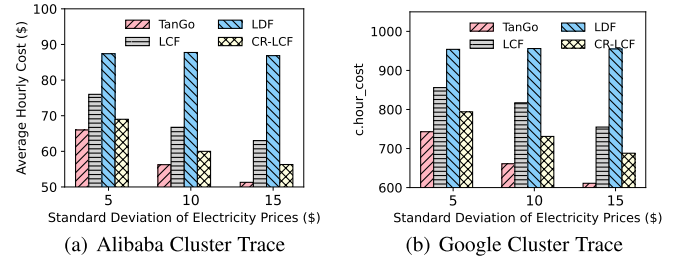 100
90
80
70
60
50
Average Hourly Cost ($)
TanGo
LCF
LDF
CR-LCF
5
10
15
Standard Deviation of Electricity Prices ($)
(a) Alibaba Cluster Trace
1000
900
800
700
600
c.hour_cost
TanGo
LCF
LDF
CR-LCF
5
10
15
Standard Deviation of Electricity Prices ($)
(b) Google Cluster Trace